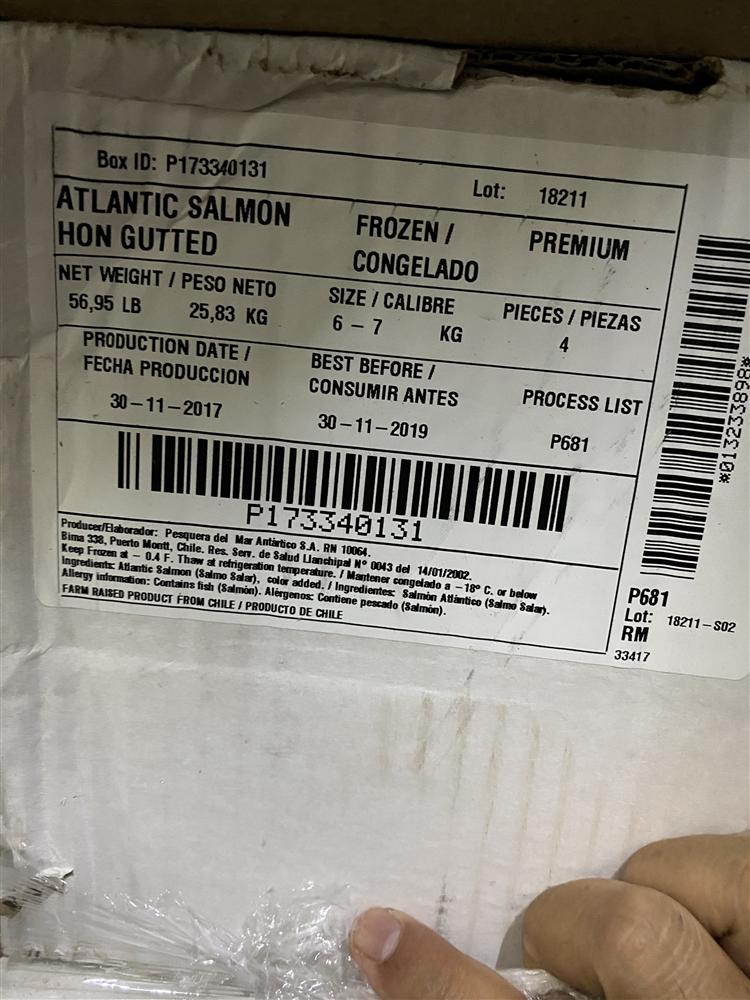 Box ID: P173340131
Lot: 18211
ATLANTIC SALMON
HON GUTTED
FROZEN /
CONGELADO
PREMIUM
NET WEIGHT / PESO NETO
56,95 LB 25,83 KG
SIZE / CALIBRE
6 - 7 KG
PIECES / PIEZAS
4
PRODUCTION DATE /
FECHA PRODUCCION
30-11-2017
BEST BEFORE /
CONSUMIR ANTES
30-11-2019
PROCESS LIST
P681
P173340131
Producer/Elaborador: Pesquera del Mar Antártico S.A. RN 10064.
Bima 338, Puerto Montt, Chile. Res. Serv. de Salud Llanchipal Nº 0043 del 14/01/2002.
Keep Frozen at - 0.4 F. Thaw at refrigeration temperature. / Mantener congelado a -18° C. or below
Ingredients: Atlantic Salmon (Salmo Salar), color added. / Ingredientes: Salmón Atlántico (Salmo Salar).
Allergy information: Contains fish (Salmon). Alérgenos: Contiene pescado (Salmón).
FARM RAISED PRODUCT FROM CHILE / PRODUCTO DE CHILE
*0132333898*
P681
Lot: 18211-S02
RM
33417